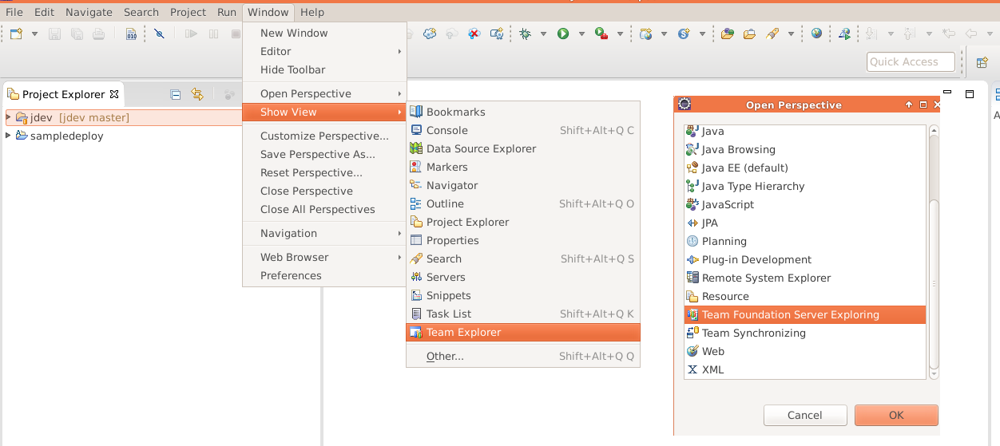 File Edit Navigate Search Project Run Window Help
Quick Access
Project Explorer
jdev [jdev master]
sampledeploy
New Window
Editor
Hide Toolbar
Open Perspective
Show View
Customize Perspective...
Save Perspective As...
Reset Perspective...
Close Perspective
Close All Perspectives
Navigation
Web Browser
Preferences
Bookmarks
Console Shift+Alt+Q C
Data Source Explorer
Markers
Navigator
Outline Shift+Alt+Q O
Project Explorer
Properties
Search Shift+Alt+Q S
Servers
Snippets
Task List Shift+Alt+Q K
Team Explorer
Other... Shift+Alt+Q Q
Open Perspective
Java
Java Browsing
Java EE (default)
Java Type Hierarchy
JavaScript
JPA
Planning
Plug-in Development
Remote System Explorer
Resource
Team Foundation Server Exploring
Team Synchronizing
Web
XML
Cancel OK